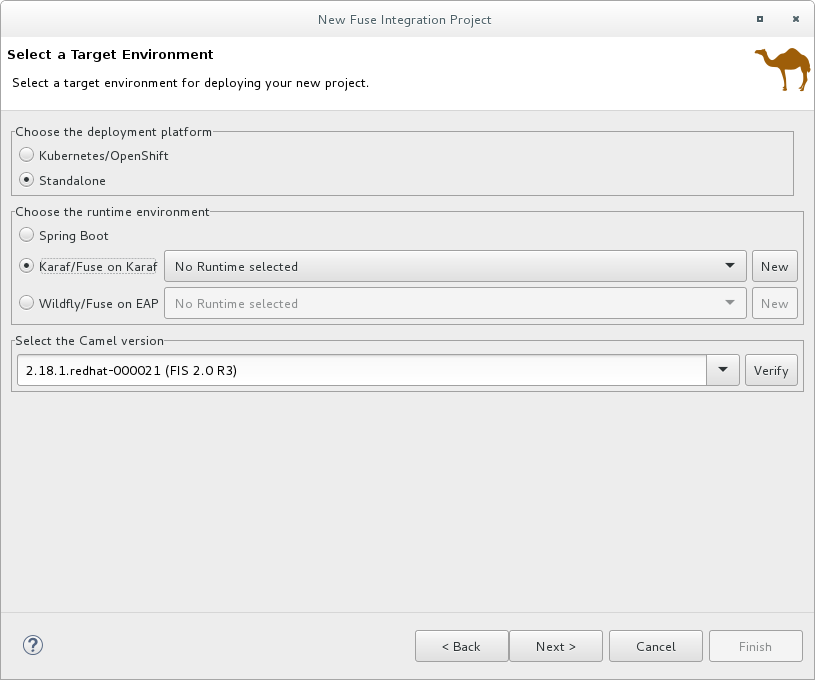 New Fuse Integration Project
Select a Target Environment
Select a target environment for deploying your new project.
Choose the deployment platform
Kubernetes/OpenShift
Standalone
Choose the runtime environment
Spring Boot
Karaf/Fuse on Karaf No Runtime selected New
Wildfly/Fuse on EAP No Runtime selected New
Select the Camel version
2.18.1.redhat-000021 (FIS 2.0 R3) Verify
? < Back Next > Cancel Finish